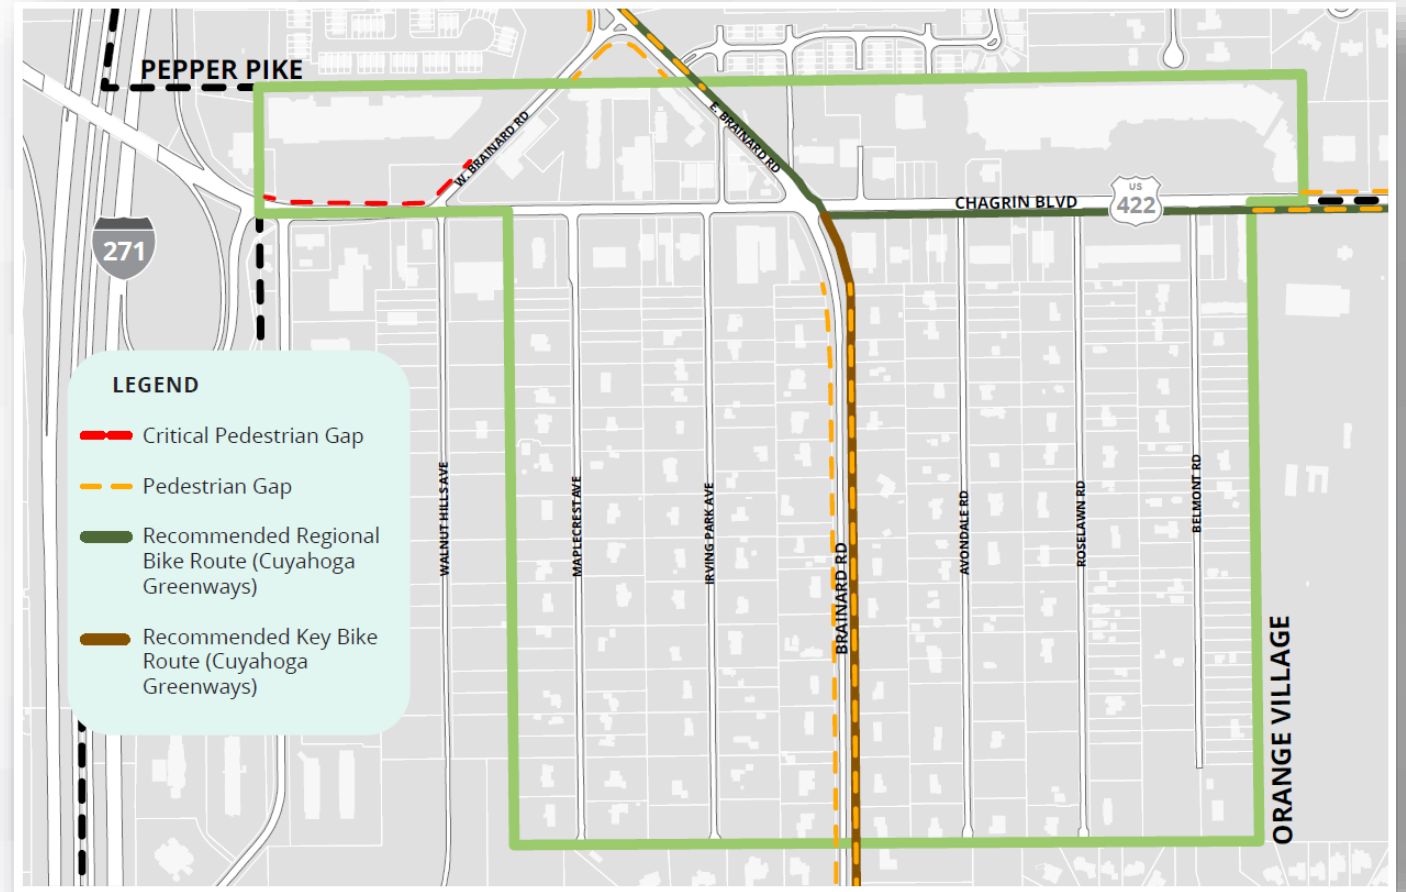 PEPPER PIKE
W. BRAINARD RD
E. BRAINARD RD
CHAGRIN BLVD
US
422
271
LEGEND
Critical Pedestrian Gap
Pedestrian Gap
Recommended Regional
Bike Route (Cuyahoga
Greenways)
Recommended Key Bike
Route (Cuyahoga
Greenways)
WALNUT HILLS AVE
MAPLECREST AVE
IRVING PARK AVE
BRAINARD RD
AVONDALE RD
ROSELAWN RD
BELMONT RD
ORANGE VILLAGE